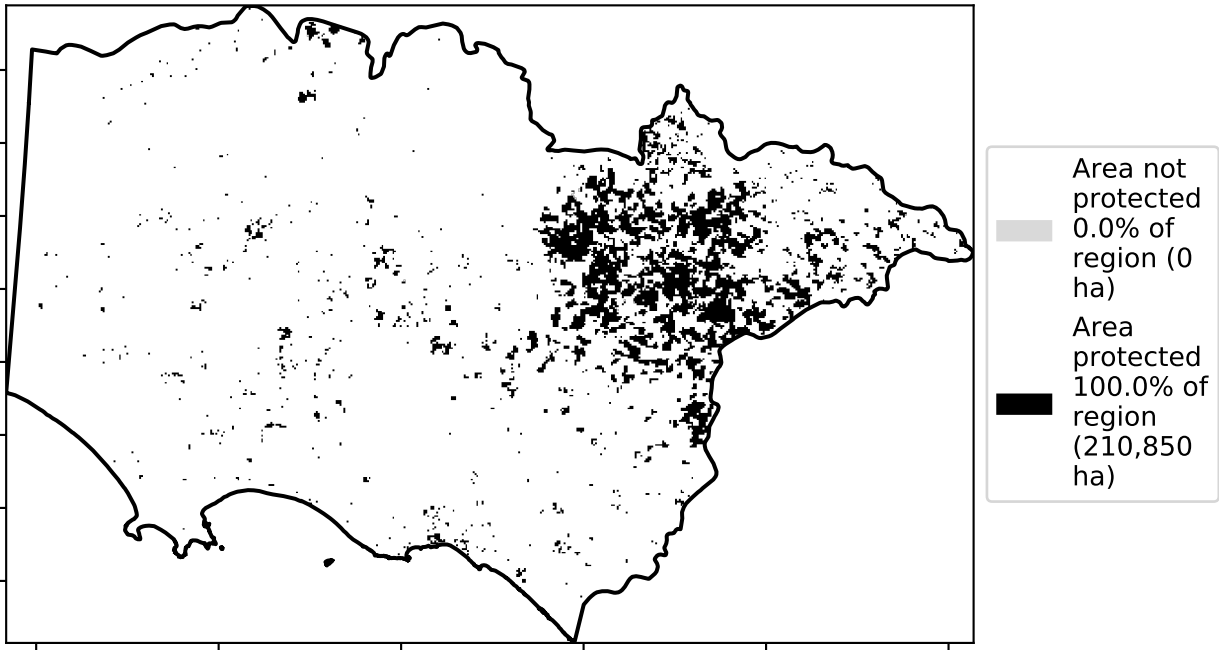 Area not
protected
0.0% of
region (0
ha)
Area
protected
100.0% of
region
(210,850
ha)